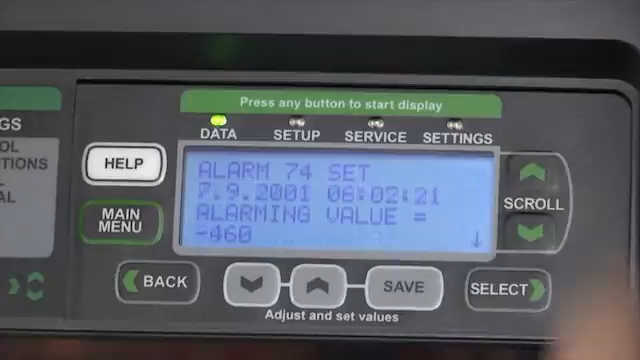 Press any button to start display
DATA
SETUP
SERVICE
SETTINGS
GS
OL
TIONS
AL
HELP
MAIN
MENU
ALARM 74 SET
7.9.2001 06:02:21
ALARMING VALUE =
-460
SCROLL
BACK
SAVE
SELECT
Adjust and set values